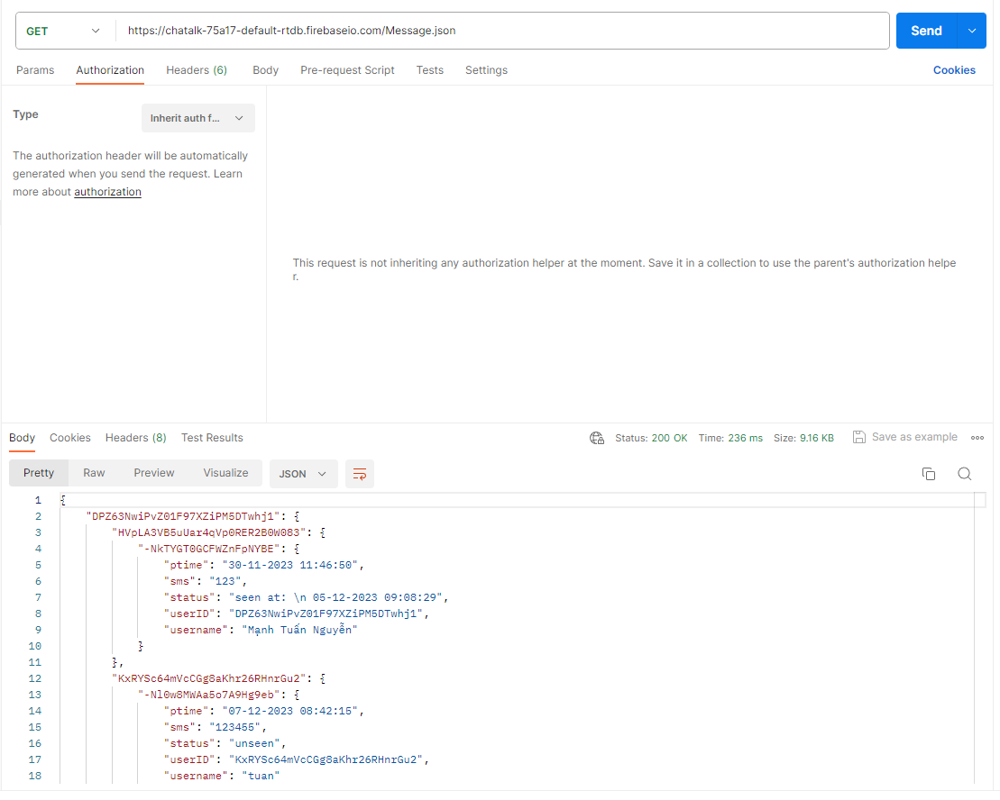 GET https://chatalk-75a17-default-rtdb.firebaseio.com/Message.json Send
Params Authorization Headers (6) Body Pre-request Script Tests Settings Cookies
Type Inherit auth f...
The authorization header will be automatically
generated when you send the request. Learn
more about authorization
This request is not inheriting any authorization helper at the moment. Save it in a collection to use the parent's authorization helpe
r.
Body Cookies Headers (8) Test Results Status: 200 OK Time: 236 ms Size: 9.16 KB Save as example
Pretty Raw Preview Visualize JSON
1 {
2 "DPZ63NwiPvZ01F97XZiPM5DTwhj1": {
3 "HVpLA3VB5uUar4qVp0RER2B0W083": {
4 "-NkTYGT0GCFWZnFpNYBE": {
5 "ptime": "30-11-2023 11:46:50",
6 "sms": "123",
7 "status": "seen at: \n 05-12-2023 09:08:29",
8 "userID": "DPZ63NwiPvZ01F97XZiPM5DTwhj1",
9 "username": "Mạnh Tuấn Nguyễn"
10 }
11 },
12 "KxRYSc64mVcCGg8aKhr26RHnrGu2": {
13 "-Nl0w8MWAa5o7A9Hg9eb": {
14 "ptime": "07-12-2023 08:42:15",
15 "sms": "123455",
16 "status": "unseen",
17 "userID": "KxRYSc64mVcCGg8aKhr26RHnrGu2",
18 "username": "tuan"